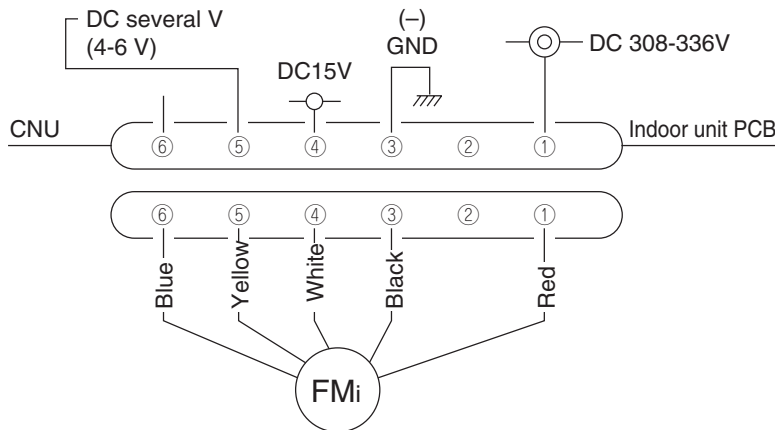 DC several V
(4-6 V)
(–)
GND
DC15V
DC 308-336V
CNU
Indoor unit PCB
⑥ ⑤ ④ ③ ② ①
⑥ ⑤ ④ ③ ② ①
Blue
Yellow
White
Black
Red
FMi